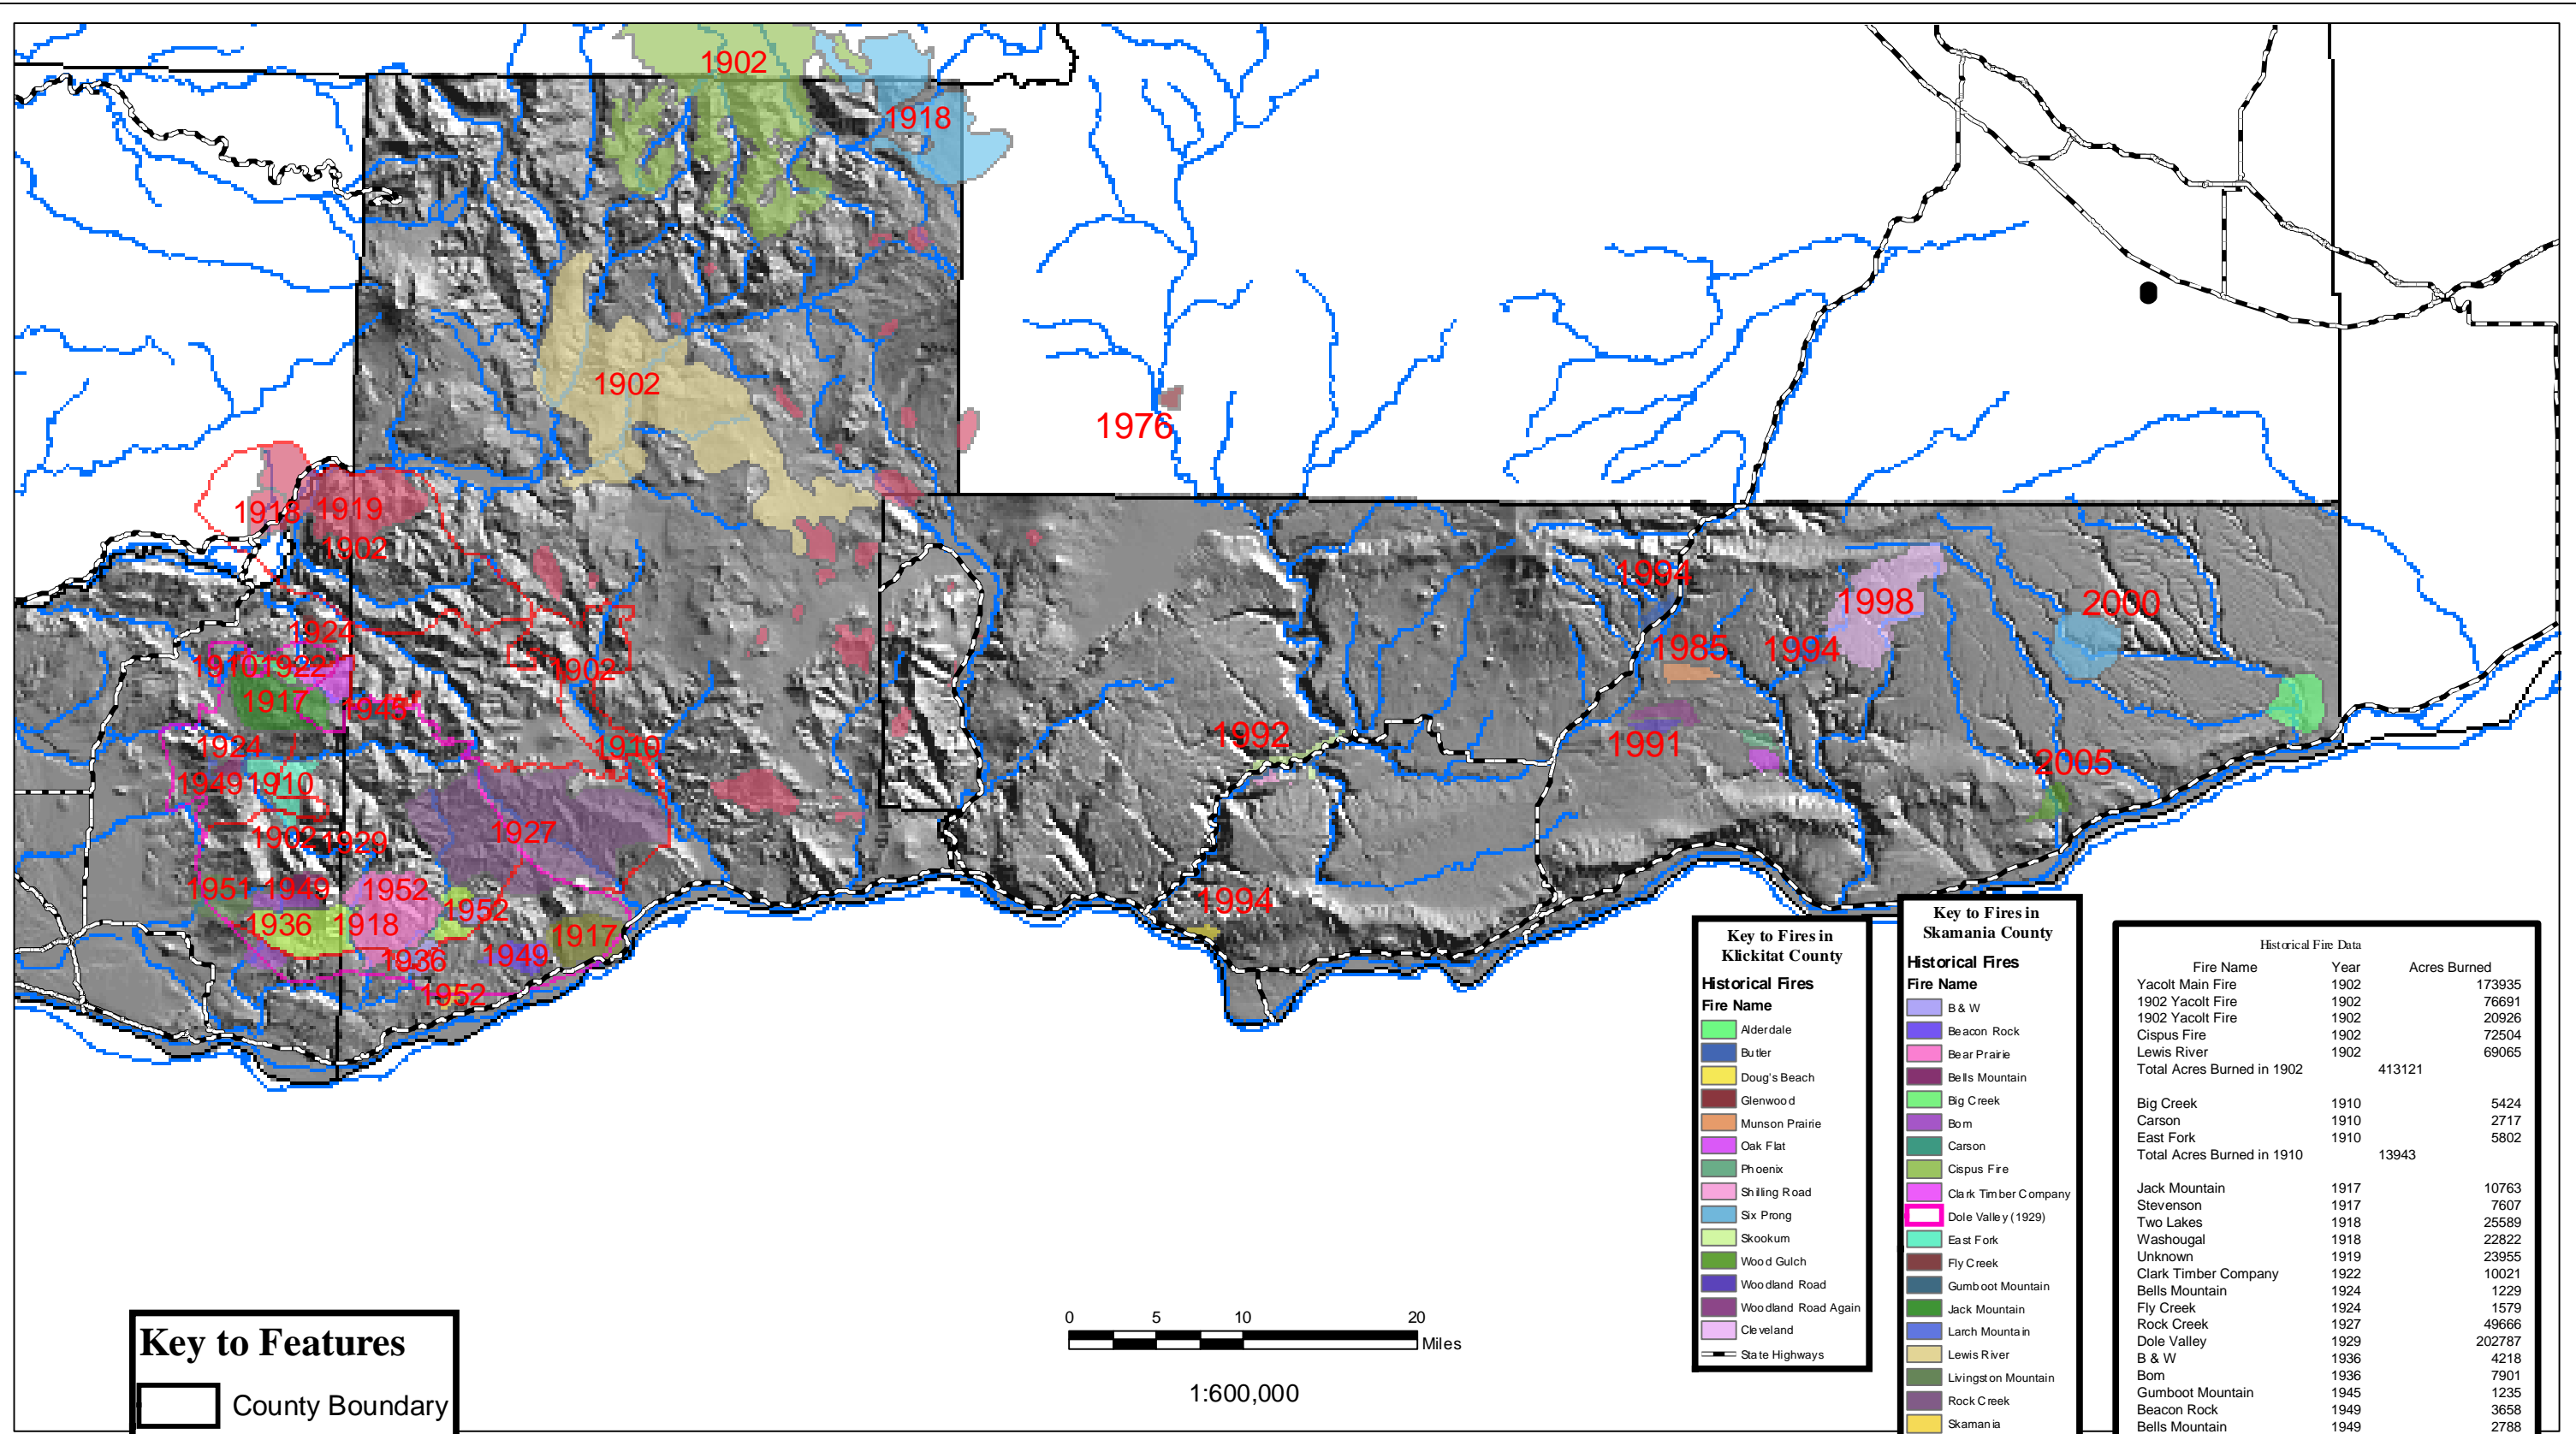 1902
1918
1902
1976
1918 1919
1902
1994
1998
2000
1924
1985
1994
1910 1922
1902
1917
1945
1924
1910
1992
1991
2005
1949 1910
1902 1929
1927
1951 1949 1952
1952
1994
1936 1918
1917
1936
1949
1952
Key to Features
County Boundary
0 5 10 20
Miles
1:600,000
Key to Fires in
Klickitat County
Historical Fires
Fire Name
Alderdale
Butler
Doug's Beach
Glenwood
Munson Prairie
Oak Flat
Phoenix
Shilling Road
Six Prong
Skookum
Wood Gulch
Woodland Road
Woodland Road Again
Cleveland
State Highways
Key to Fires in
Skamania County
Historical Fires
Fire Name
B & W
Beacon Rock
Bear Prairie
Bells Mountain
Big Creek
Bom
Carson
Cispus Fire
Clark Timber Company
Dole Valley (1929)
East Fork
Fly Creek
Gumboot Mountain
Jack Mountain
Larch Mountain
Lewis River
Livingston Mountain
Rock Creek
Skamania
Historical Fire Data
Fire Name Year Acres Burned
Yacolt Main Fire 1902 173935
1902 Yacolt Fire 1902 76691
1902 Yacolt Fire 1902 20926
Cispus Fire 1902 72504
Lewis River 1902 69065
Total Acres Burned in 1902 413121
Big Creek 1910 5424
Carson 1910 2717
East Fork 1910 5802
Total Acres Burned in 1910 13943
Jack Mountain 1917 10763
Stevenson 1917 7607
Two Lakes 1918 25589
Washougal 1918 22822
Unknown 1919 23955
Clark Timber Company 1922 10021
Bells Mountain 1924 1229
Fly Creek 1924 1579
Rock Creek 1927 49666
Dole Valley 1929 202787
B & W 1936 4218
Bom 1936 7901
Gumboot Mountain 1945 1235
Beacon Rock 1949 3658
Bells Mountain 1949 2788